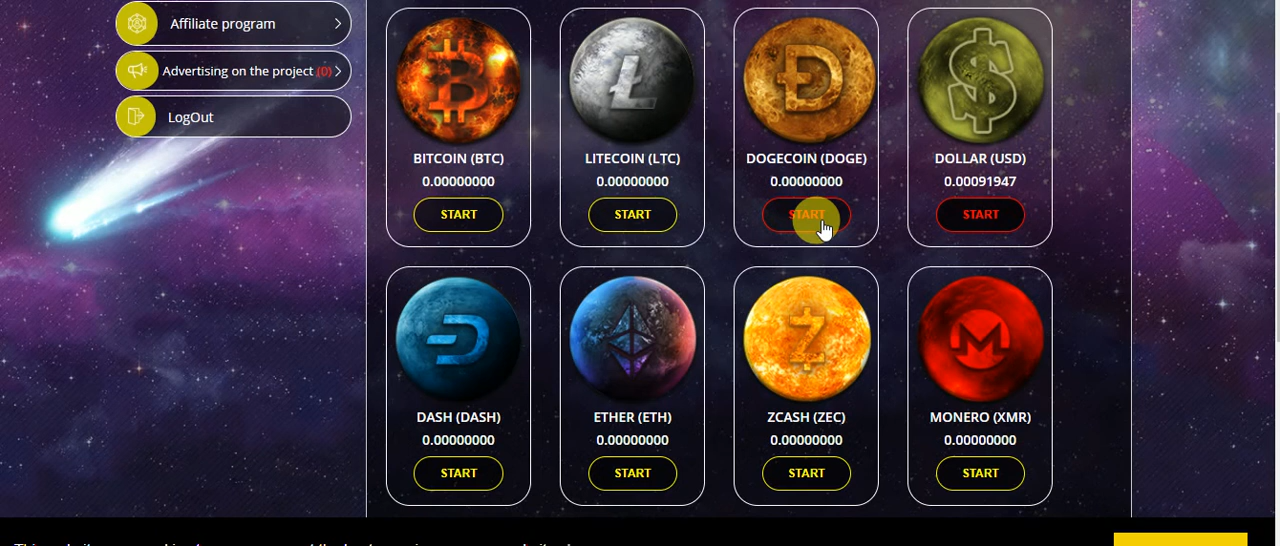 Affiliate program
Advertising on the project (0)
LogOut
BITCOIN (BTC)
0.00000000
START
LITECOIN (LTC)
0.00000000
START
DOGECOIN (DOGE)
0.00000000
START
DOLLAR (USD)
0.00091947
START
DASH (DASH)
0.00000000
START
ETHER (ETH)
0.00000000
START
ZCASH (ZEC)
0.00000000
START
MONERO (XMR)
0.00000000
START